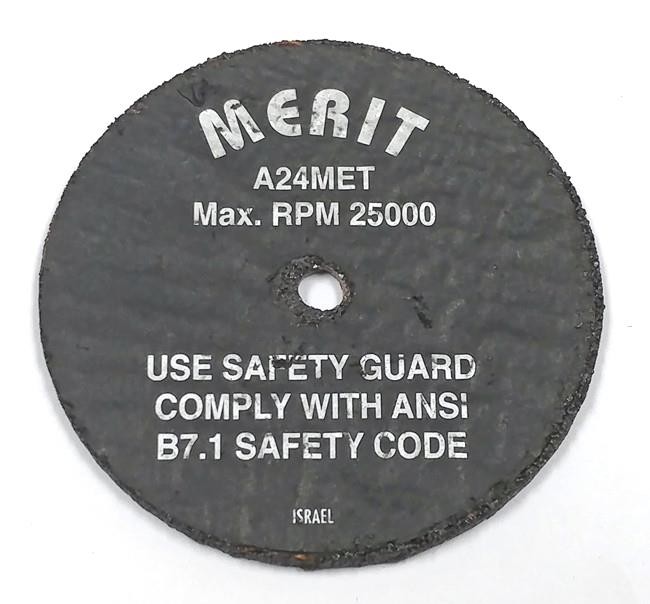 MERIT
A24MET
Max. RPM 25000
USE SAFETY GUARD
COMPLY WITH ANSI
B7.1 SAFETY CODE
ISRAEL